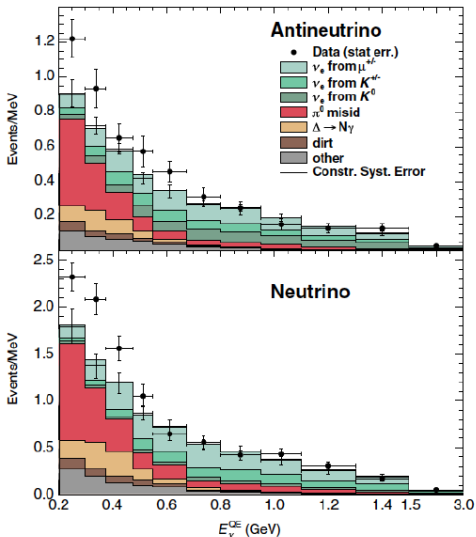 Antineutrino
Data (stat err.)
νe from μ+/-
νe from K+/-
νe from K0
π0 misid
Δ → Nγ
dirt
other
Constr. Syst. Error
Events/MeV
1.2
1.0
0.8
0.6
0.4
0.2
Neutrino
Events/MeV
2.5
2.0
1.5
1.0
0.5
0.0
0.2 0.4 0.6 0.8 1.0 1.2 1.4 1.5 3.0
EνQE (GeV)